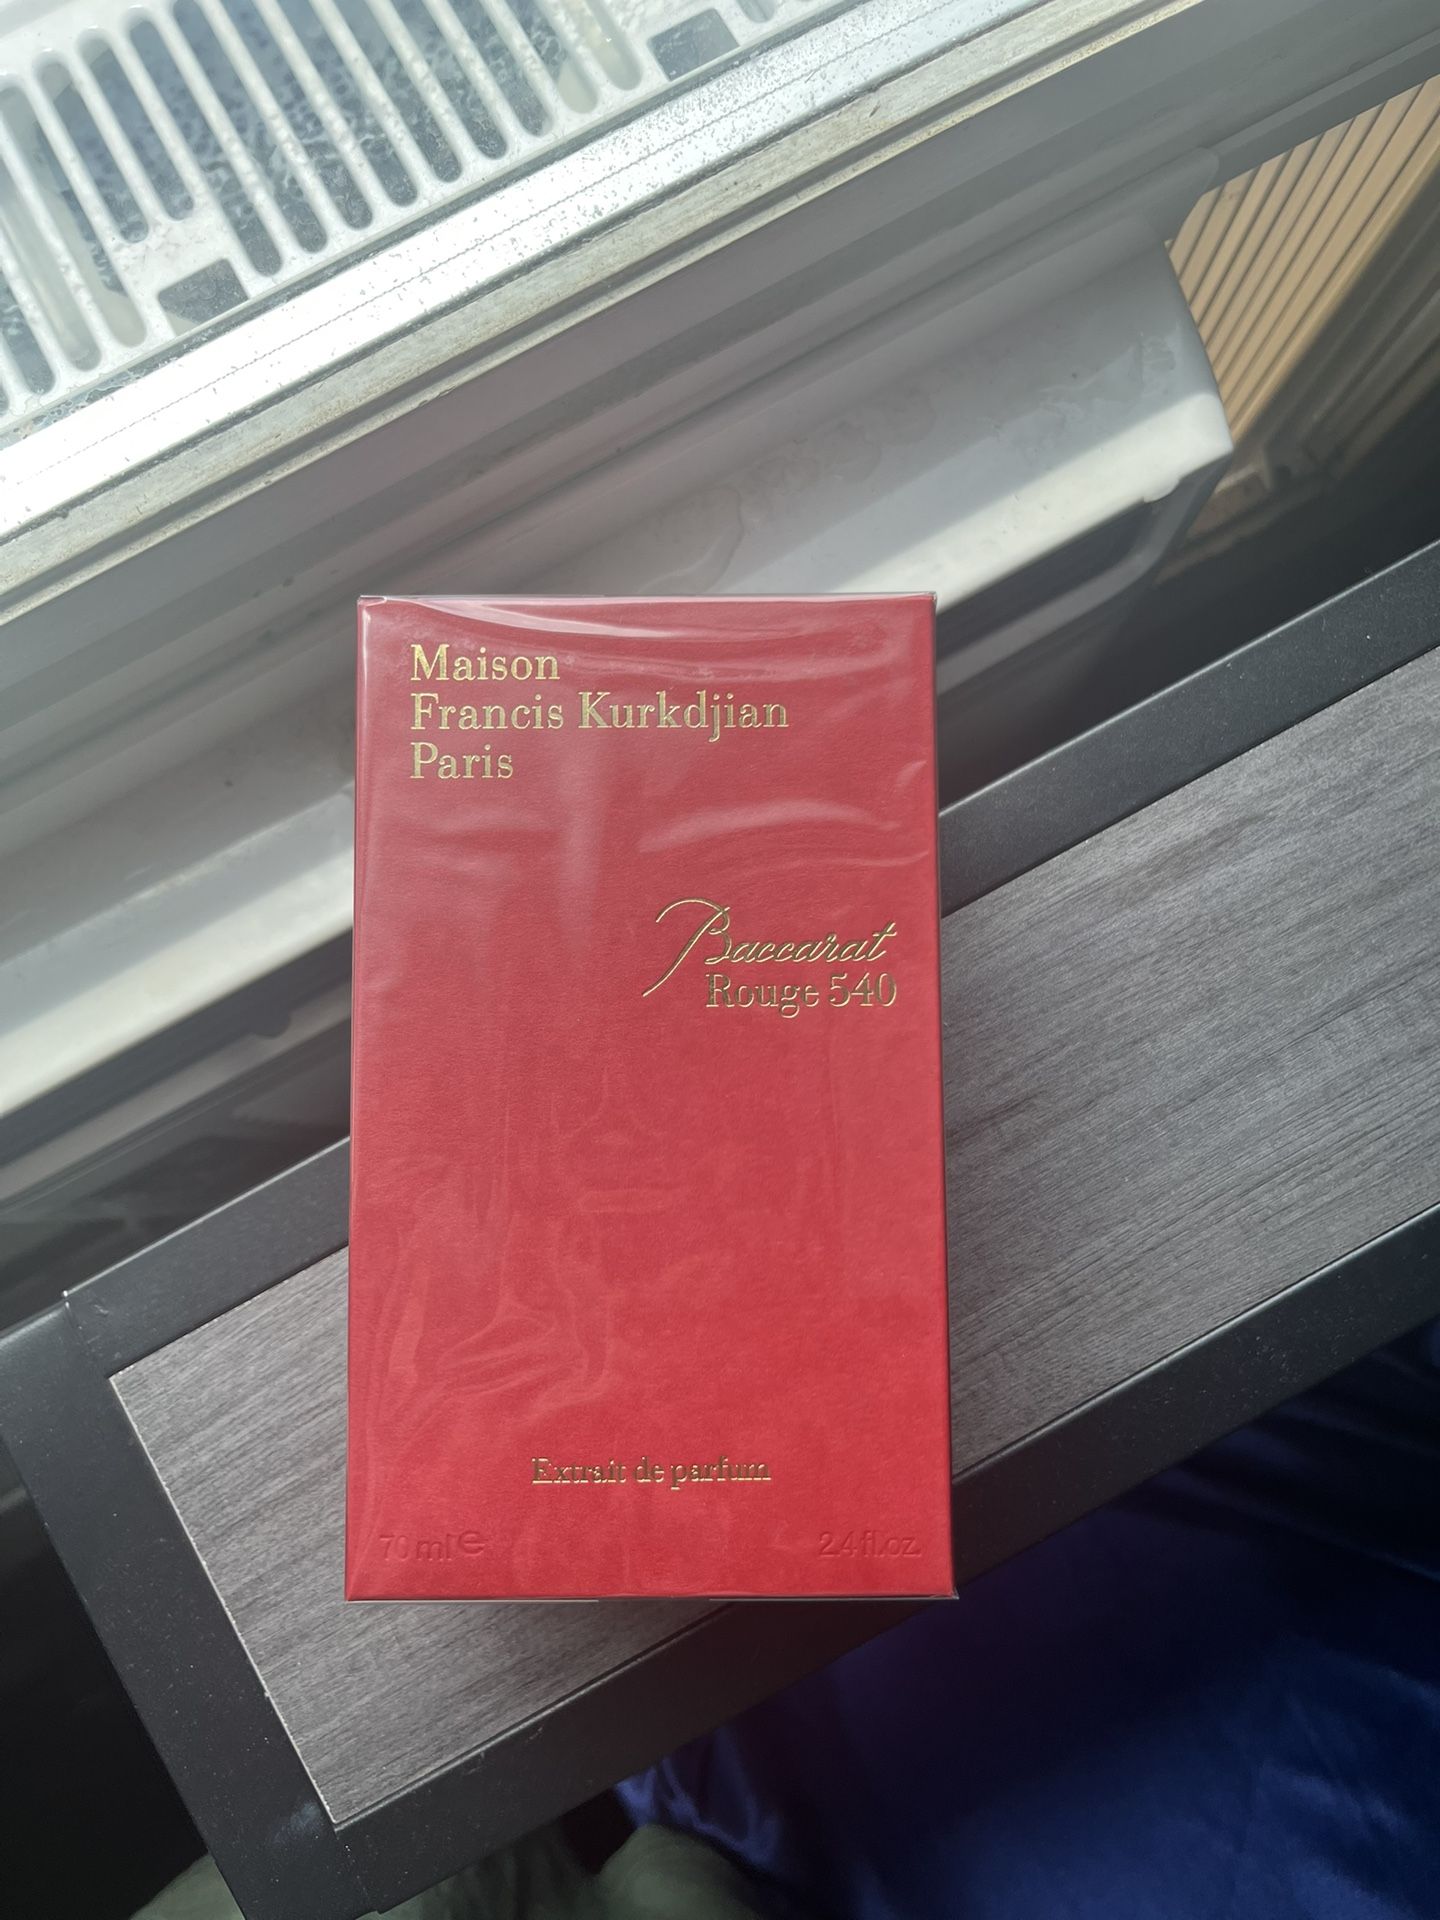 Maison
Francis Kurkdjian
Paris
Baccarat
Rouge 540
Extrait de parfum
70 ml ℮ 2.4 fl.oz.